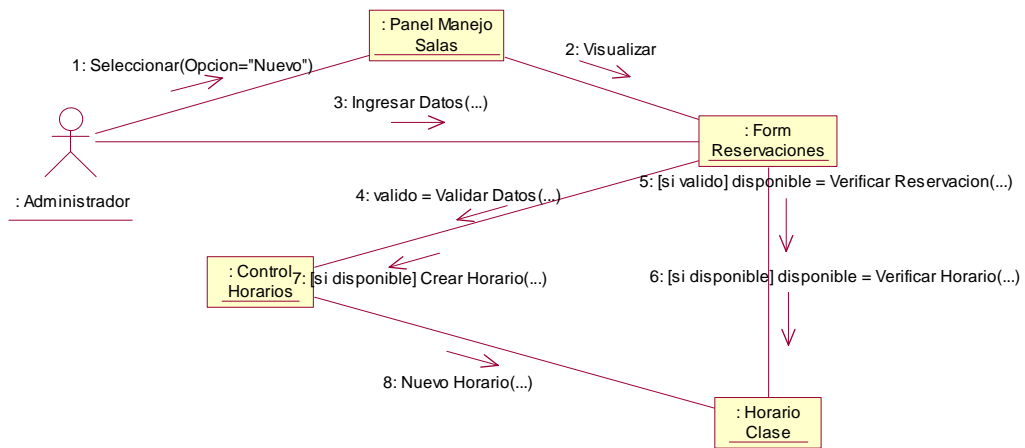 : Panel Manejo
Salas
1: Seleccionar(Opcion="Nuevo")
2: Visualizar
3: Ingresar Datos(...)
: Form
Reservaciones
: Administrador
4: valido = Validar Datos(...)
5: [si valido] disponible = Verificar Reservacion(...)
: Control
Horarios
7: [si disponible] Crear Horario(...)
6: [si disponible] disponible = Verificar Horario(...)
8: Nuevo Horario(...)
: Horario
Clase